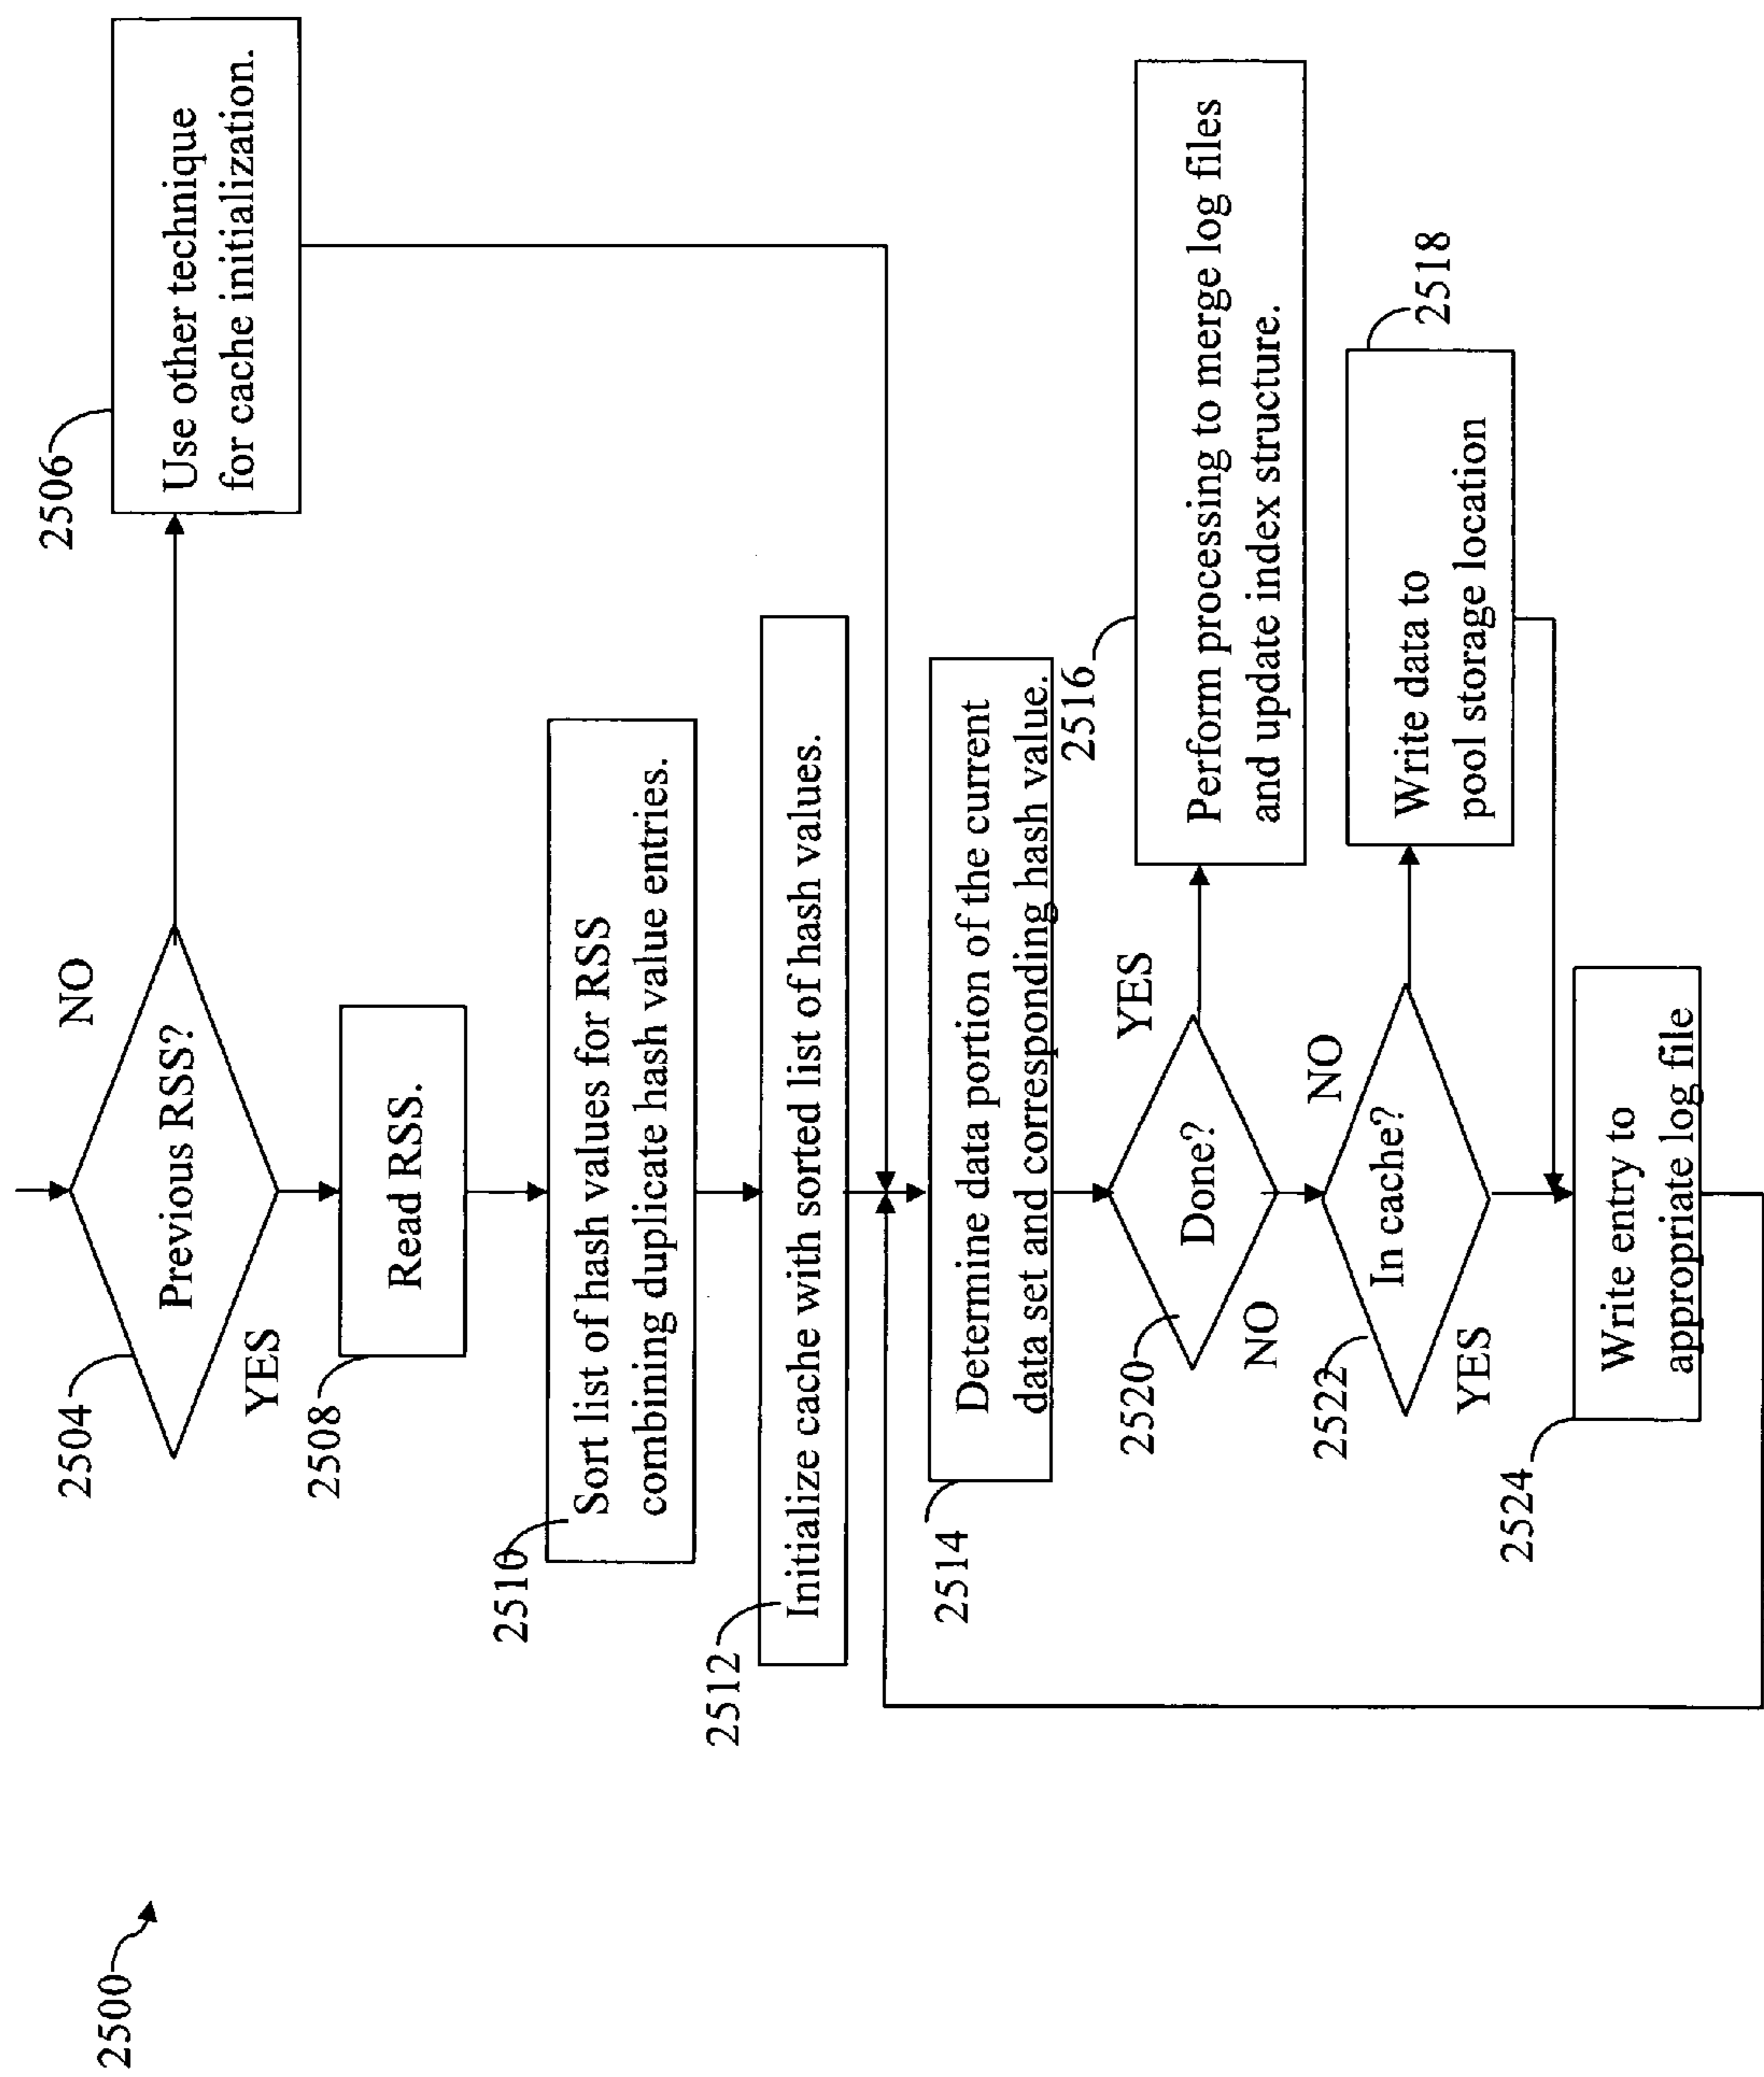 2500
2504
Previous RSS?
NO
YES
2506
Use other technique
for cache initialization.
2508
Read RSS.
2510
Sort list of hash values for RSS
combining duplicate hash value entries.
2512
Initialize cache with sorted list of hash values.
2514
Determine data portion of the current
data set and corresponding hash value.
2520
Done?
YES
NO
2516
Perform processing to merge log files
and update index structure.
2522
In cache?
NO
YES
2518
Write data to
pool storage location
2524
Write entry to
appropriate log file